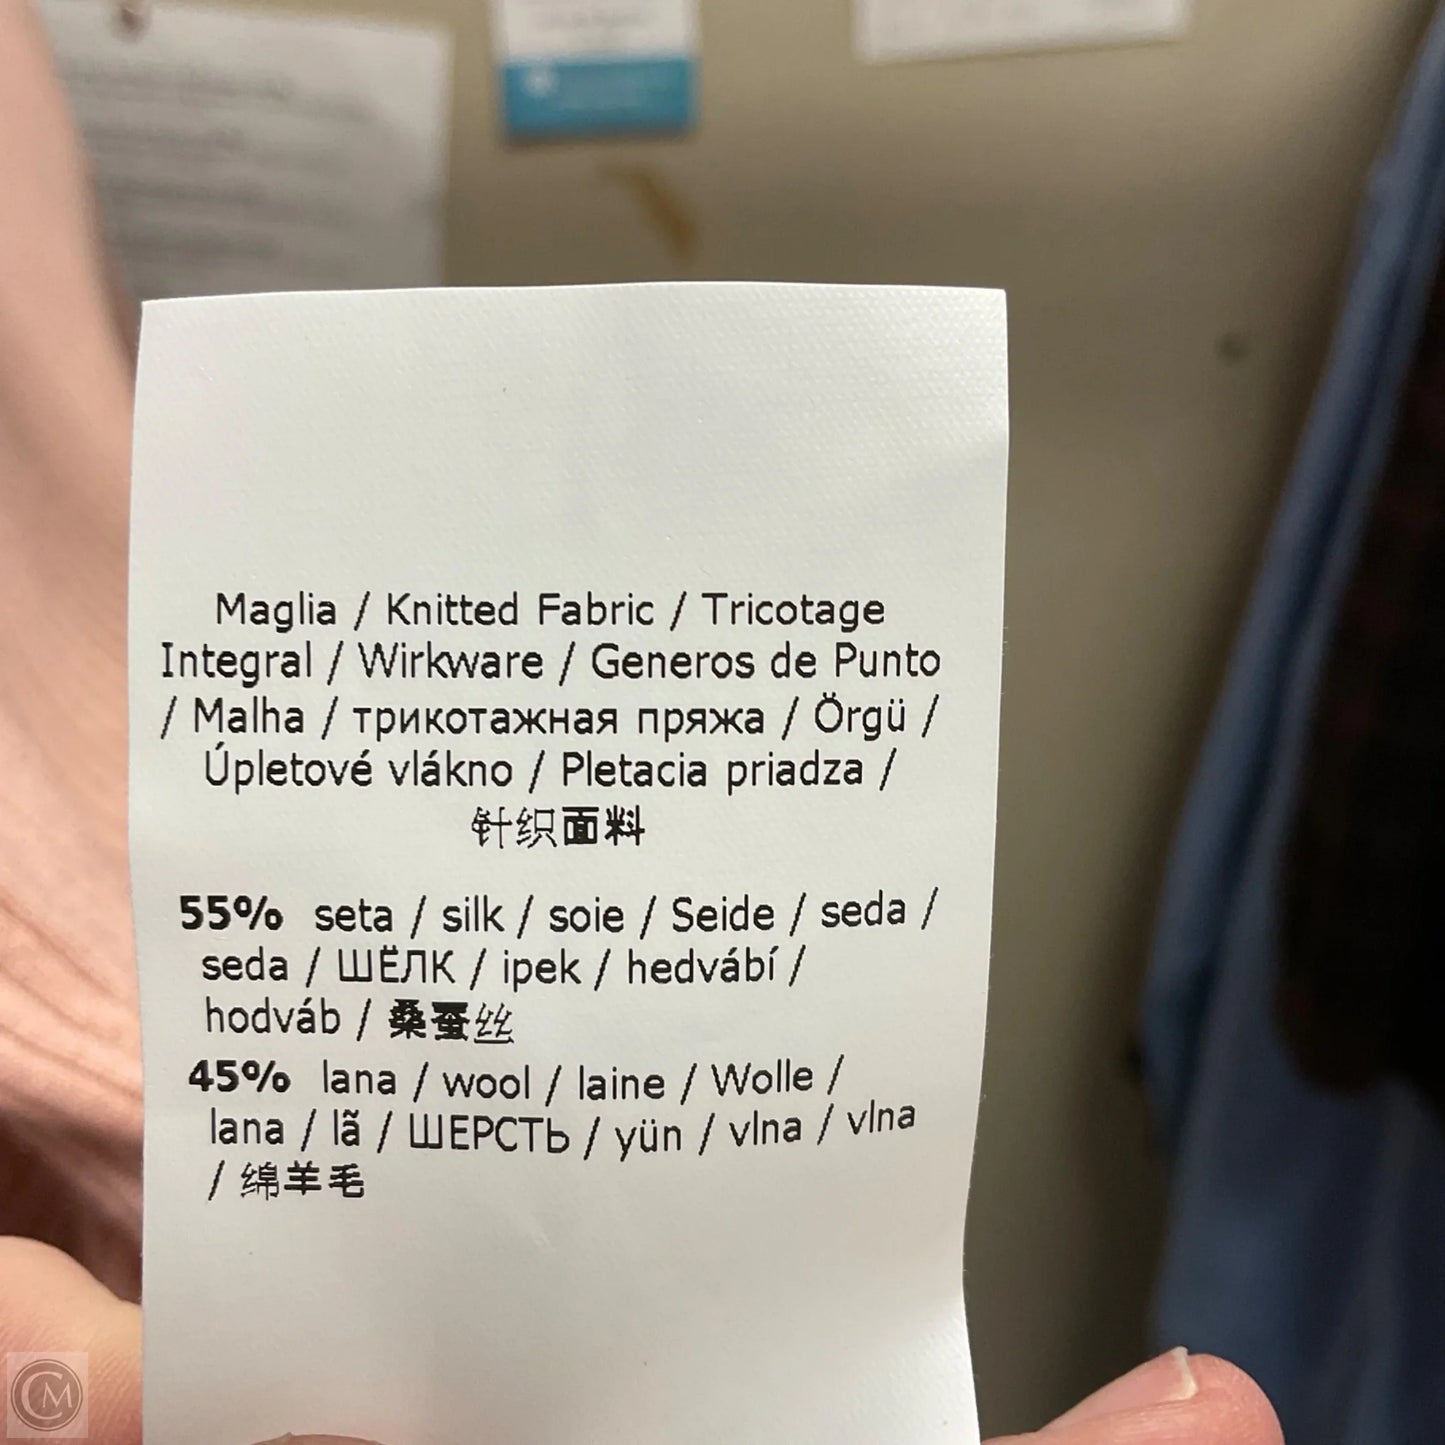 Maglia / Knitted Fabric / Tricotage
Integral / Wirkware / Generos de Punto
/ Malha / трикотажная пряжа / Örgü /
Úpletové vlákno / Pletacia priadza /
针织面料
55% seta / silk / soie / Seide / seda /
seda / ШЁЛК / ipek / hedvábí /
hodváb / 桑蚕丝
45% lana / wool / laine / Wolle /
lana / lã / ШЕРСТЬ / yün / vlna / vlna
/ 绵羊毛
CM